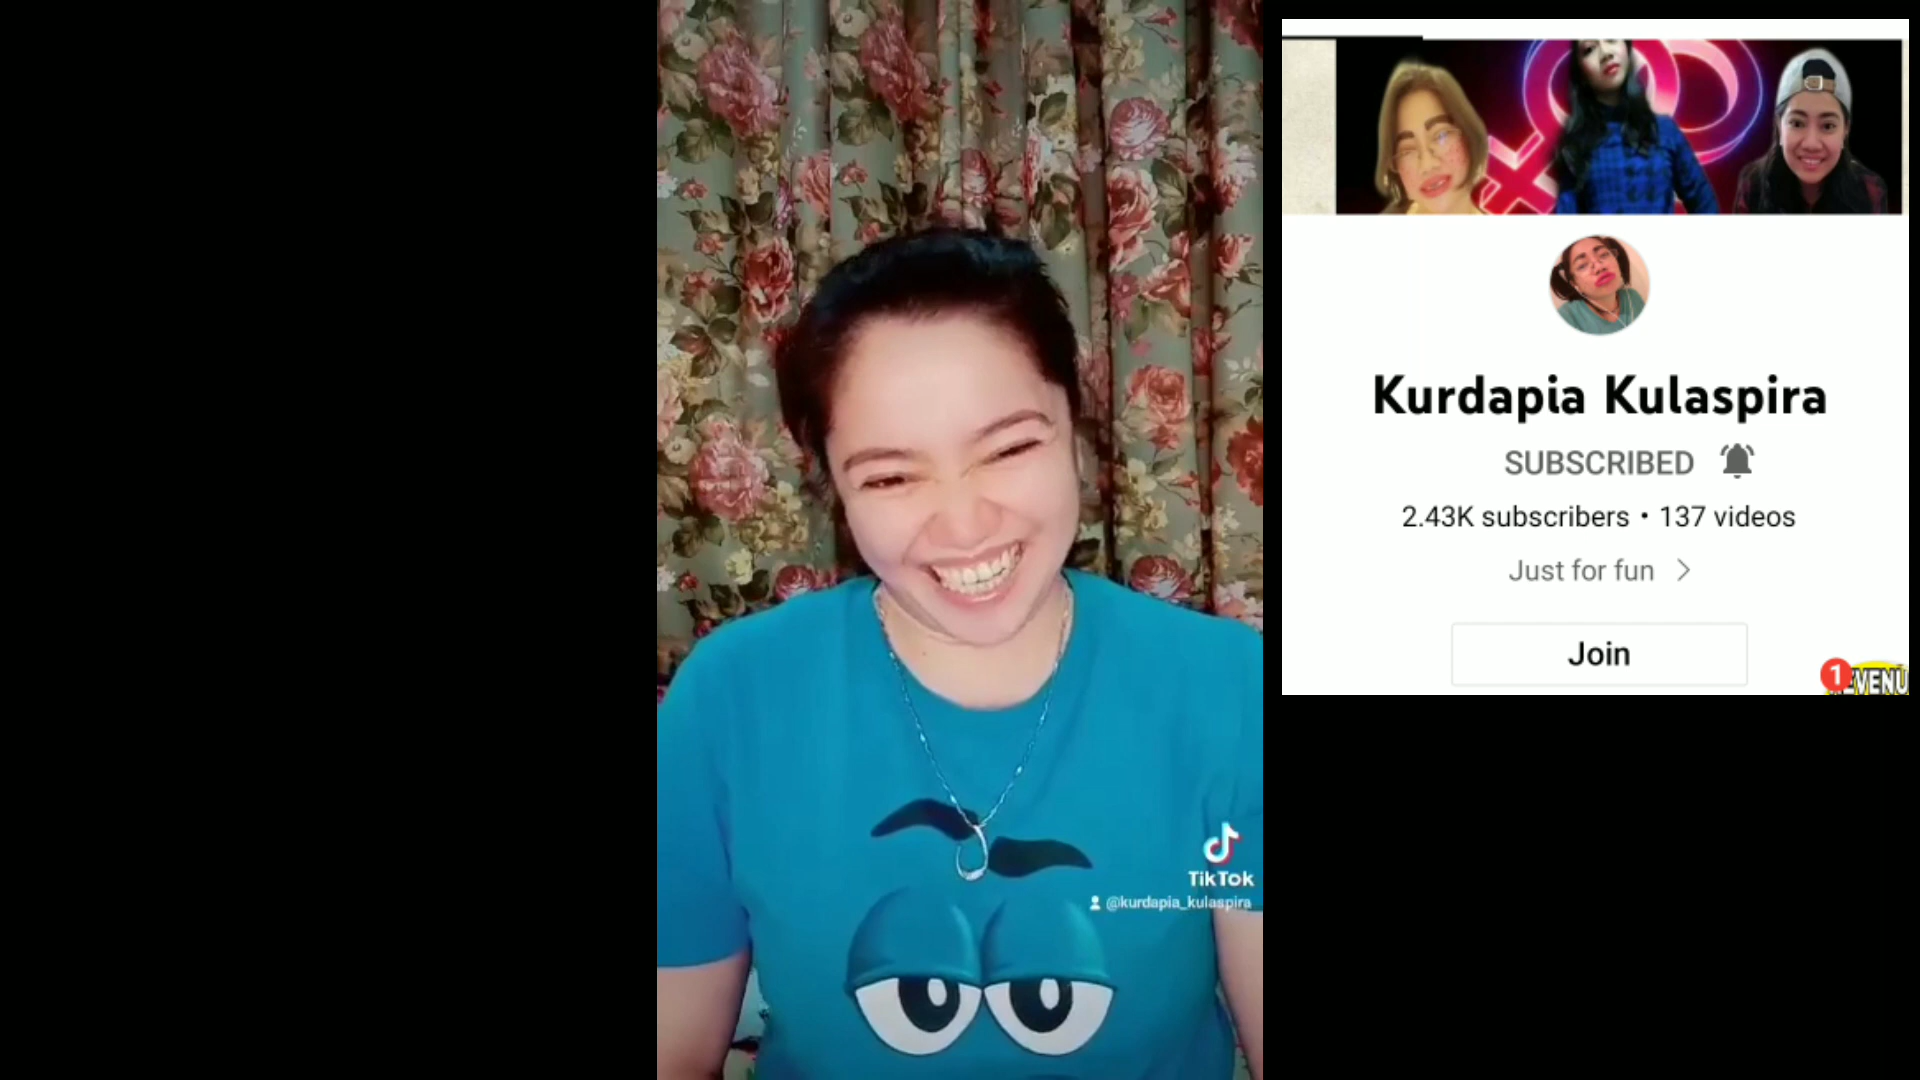 Kurdapia Kulaspira
SUBSCRIBED
2.43K subscribers • 137 videos
Just for fun
Join
1
TikTok
@kurdapia_kulaspira